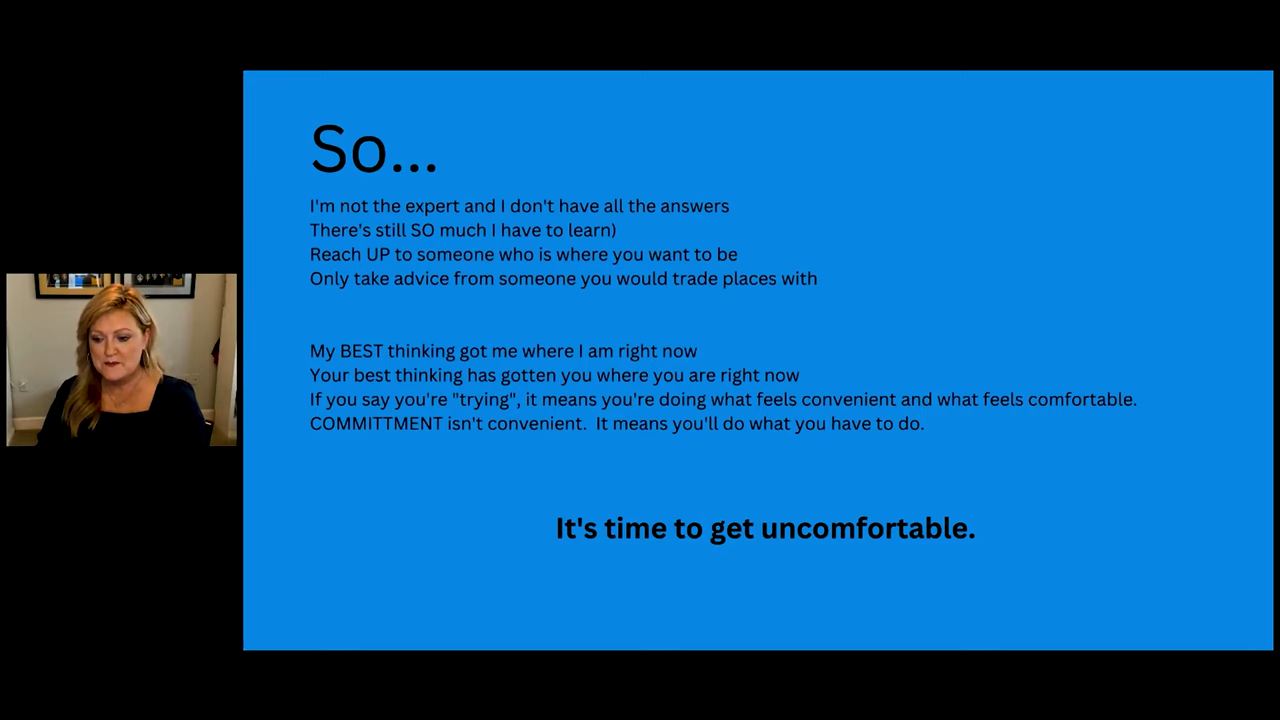 So...
I'm not the expert and I don't have all the answers
There's still SO much I have to learn)
Reach UP to someone who is where you want to be
Only take advice from someone you would trade places with
My BEST thinking got me where I am right now
Your best thinking has gotten you where you are right now
If you say you're "trying", it means you're doing what feels convenient and what feels comfortable.
COMMITTMENT isn't convenient.  It means you'll do what you have to do.
It's time to get uncomfortable.